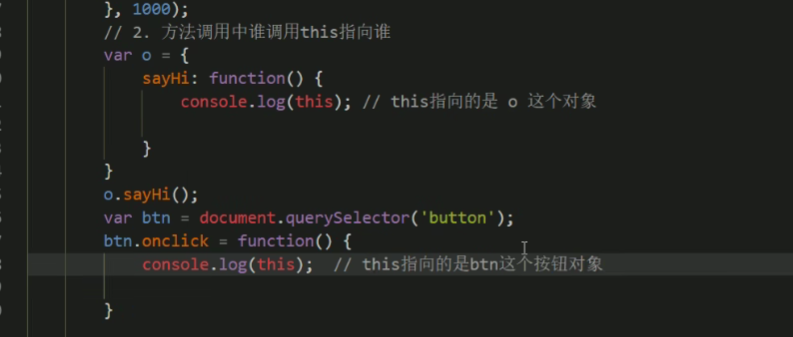 }, 1000);
// 2. 方法调用中谁调用this指向谁
var o = {
sayHi: function() {
console.log(this); // this指向的是 o 这个对象
}
}
o.sayHi();
var btn = document.querySelector('button');
btn.onclick = function() {
console.log(this);  // this指向的是btn这个按钮对象
}